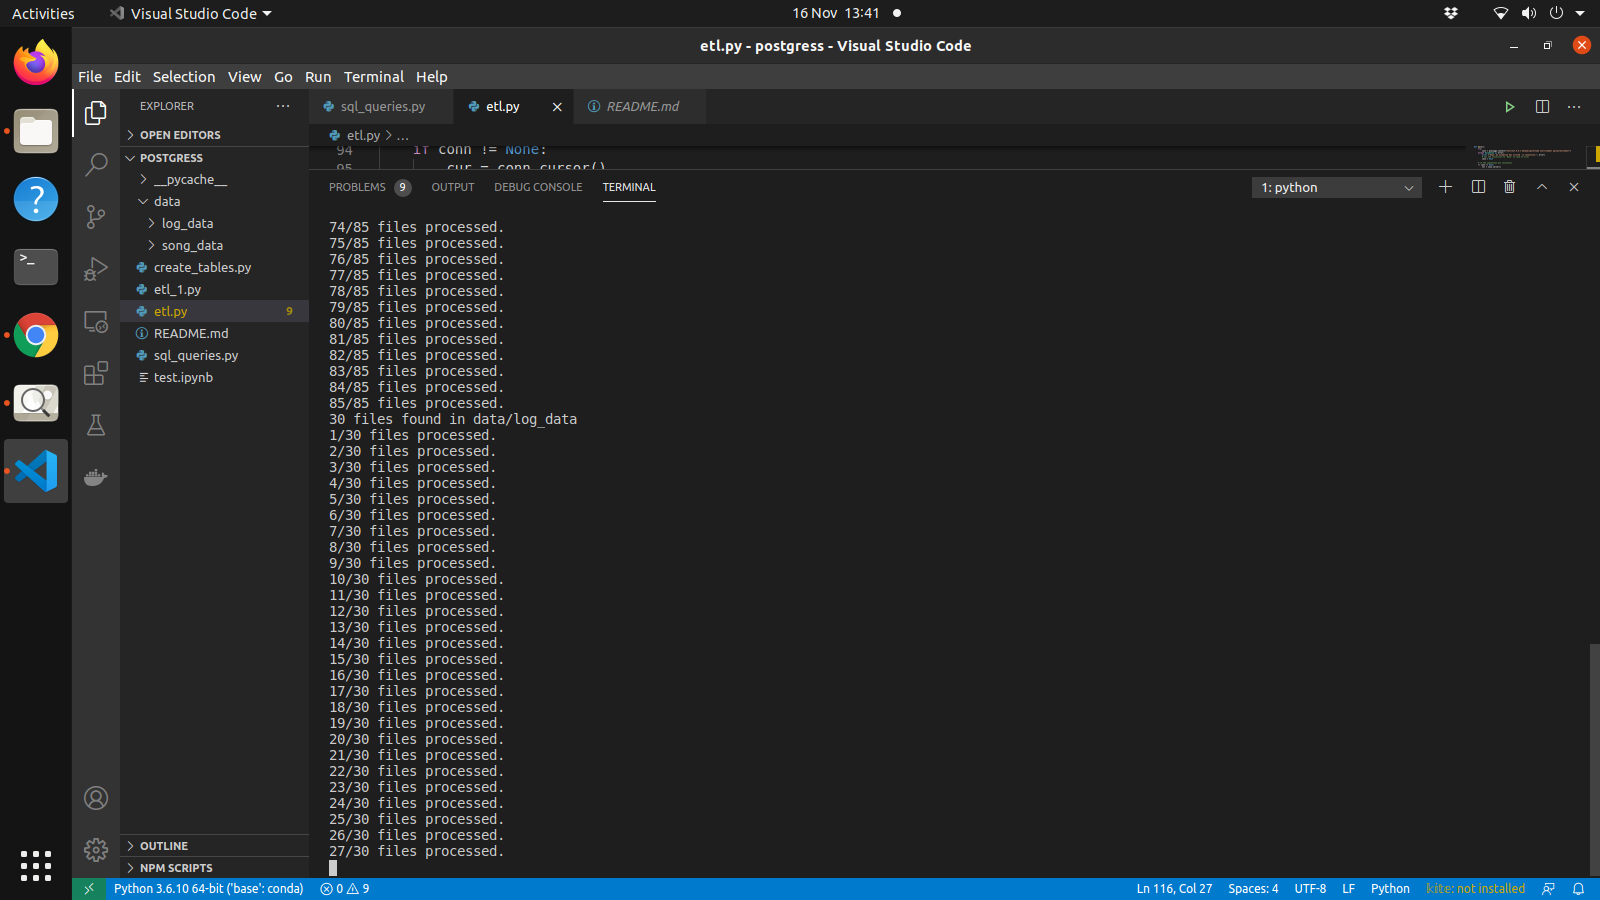 Activities
Visual Studio Code
16 Nov 13:41
etl.py - postgress - Visual Studio Code
File Edit Selection View Go Run Terminal Help
EXPLORER
OPEN EDITORS
POSTGRESS
__pycache__
data
log_data
song_data
create_tables.py
etl_1.py
etl.py 9
README.md
sql_queries.py
test.ipynb
OUTLINE
NPM SCRIPTS
sql_queries.py etl.py README.md
etl.py > ...
94 if conn != None:
95 cur = conn.cursor()
PROBLEMS 9 OUTPUT DEBUG CONSOLE TERMINAL
1: python
74/85 files processed.
75/85 files processed.
76/85 files processed.
77/85 files processed.
78/85 files processed.
79/85 files processed.
80/85 files processed.
81/85 files processed.
82/85 files processed.
83/85 files processed.
84/85 files processed.
85/85 files processed.
30 files found in data/log_data
1/30 files processed.
2/30 files processed.
3/30 files processed.
4/30 files processed.
5/30 files processed.
6/30 files processed.
7/30 files processed.
8/30 files processed.
9/30 files processed.
10/30 files processed.
11/30 files processed.
12/30 files processed.
13/30 files processed.
14/30 files processed.
15/30 files processed.
16/30 files processed.
17/30 files processed.
18/30 files processed.
19/30 files processed.
20/30 files processed.
21/30 files processed.
22/30 files processed.
23/30 files processed.
24/30 files processed.
25/30 files processed.
26/30 files processed.
27/30 files processed.
Python 3.6.10 64-bit ('base': conda) 0 9
Ln 116, Col 27 Spaces: 4 UTF-8 LF Python kite: not installed